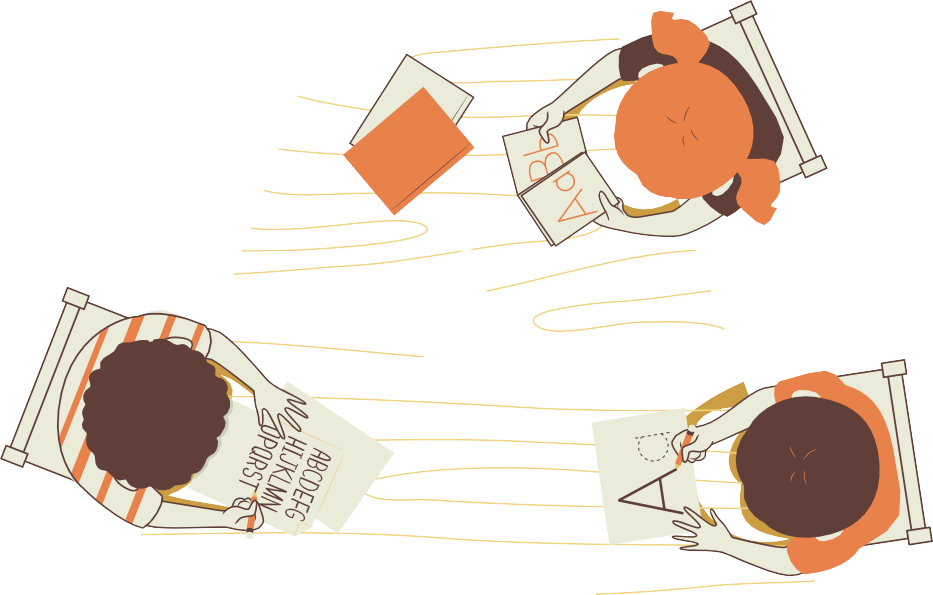 AaBb
ABCDEFG
HIJKLMN
OPQRST
A